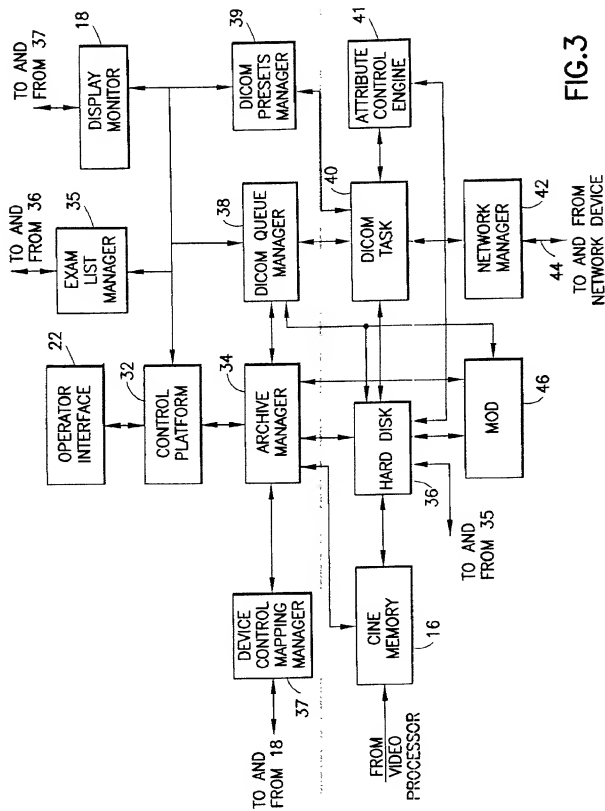 TO AND
FROM 37
18
DISPLAY
MONITOR
TO AND
FROM 36
35
EXAM
LIST
MANAGER
22
OPERATOR
INTERFACE
32
CONTROL
PLATFORM
39
DICOM
PRESETS
MANAGER
38
DICOM QUEUE
MANAGER
34
ARCHIVE
MANAGER
DEVICE
CONTROL
MAPPING
MANAGER
37
TO AND
FROM 18
41
ATTRIBUTE
CONTROL
ENGINE
40
DICOM
TASK
HARD DISK
36
CINE
MEMORY
16
FROM
VIDEO
PROCESSOR
42
NETWORK
MANAGER
44
TO AND FROM
NETWORK DEVICE
MOD
46
TO AND
FROM 35
FIG.3